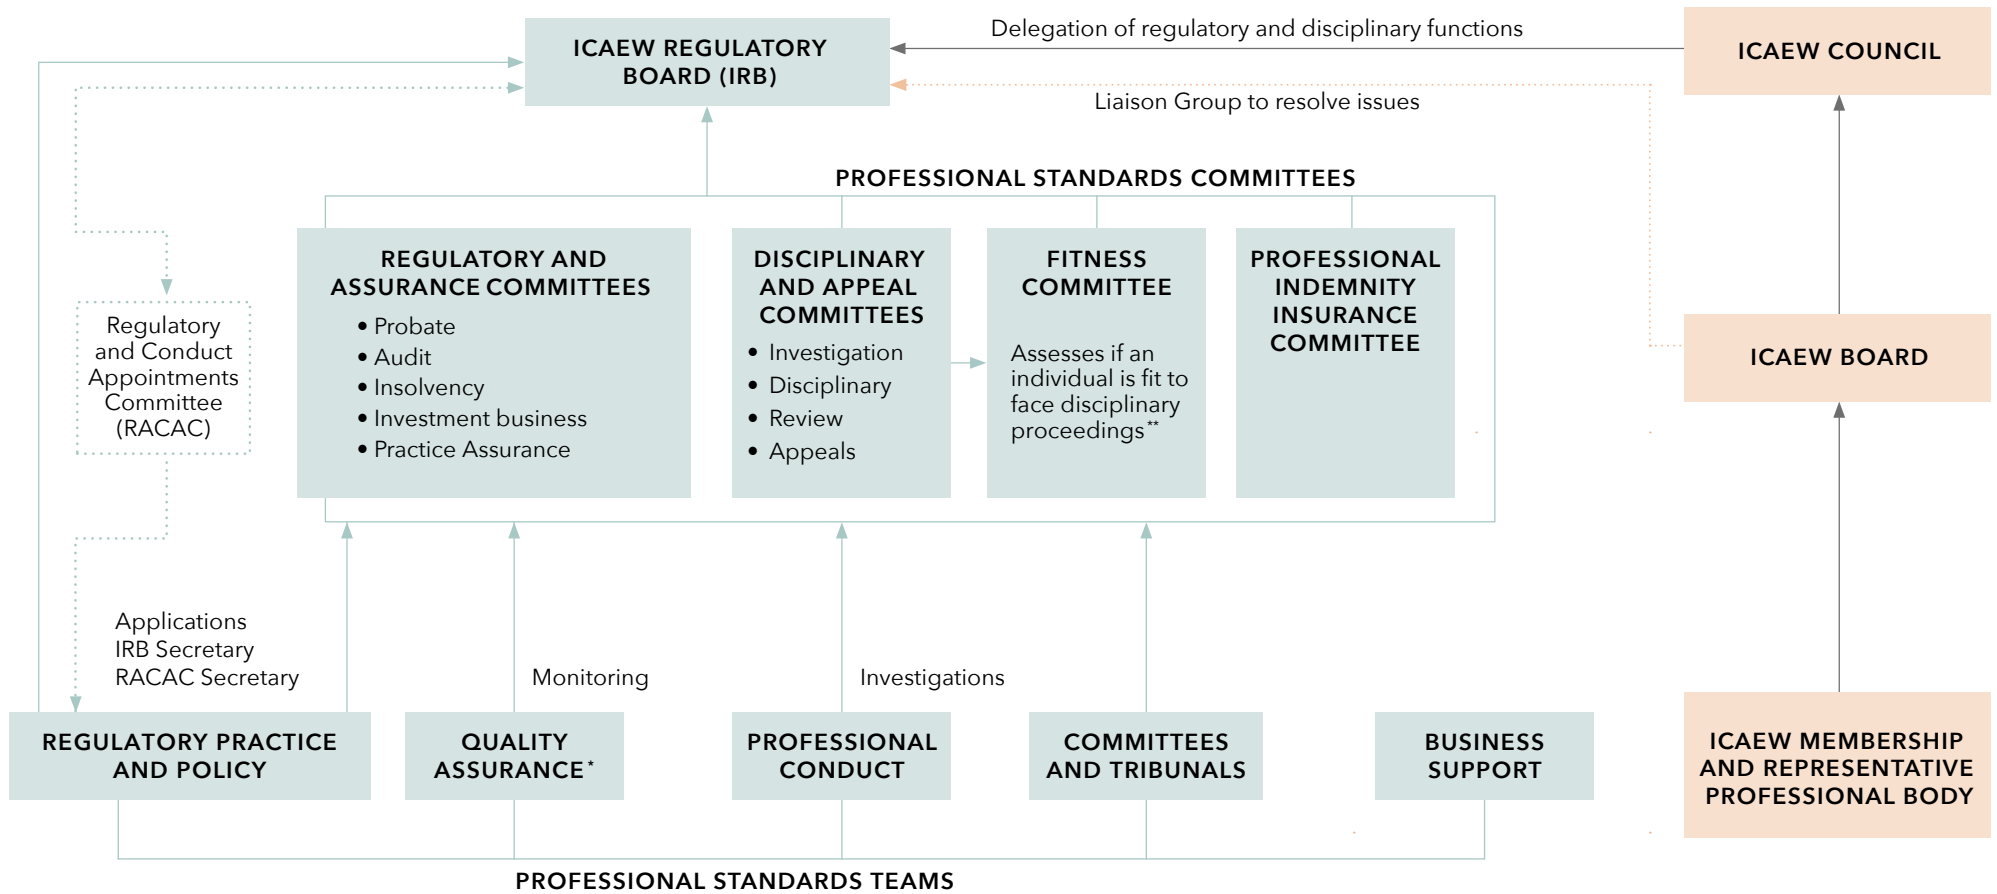 ICAEW REGULATORY
BOARD (IRB)
Delegation of regulatory and disciplinary functions
ICAEW COUNCIL
Liaison Group to resolve issues
PROFESSIONAL STANDARDS COMMITTEES
REGULATORY AND
ASSURANCE COMMITTEES
• Probate
• Audit
• Insolvency
• Investment business
• Practice Assurance
DISCIPLINARY
AND APPEAL
COMMITTEES
• Investigation
• Disciplinary
• Review
• Appeals
FITNESS
COMMITTEE
Assesses if an
individual is fit to
face disciplinary
proceedings**
PROFESSIONAL
INDEMNITY
INSURANCE
COMMITTEE
Regulatory
and Conduct
Appointments
Committee
(RACAC)
ICAEW BOARD
Applications
IRB Secretary
RACAC Secretary
Monitoring
Investigations
REGULATORY PRACTICE
AND POLICY
QUALITY
ASSURANCE*
PROFESSIONAL
CONDUCT
COMMITTEES
AND TRIBUNALS
BUSINESS
SUPPORT
ICAEW MEMBERSHIP
AND REPRESENTATIVE
PROFESSIONAL BODY
PROFESSIONAL STANDARDS TEAMS